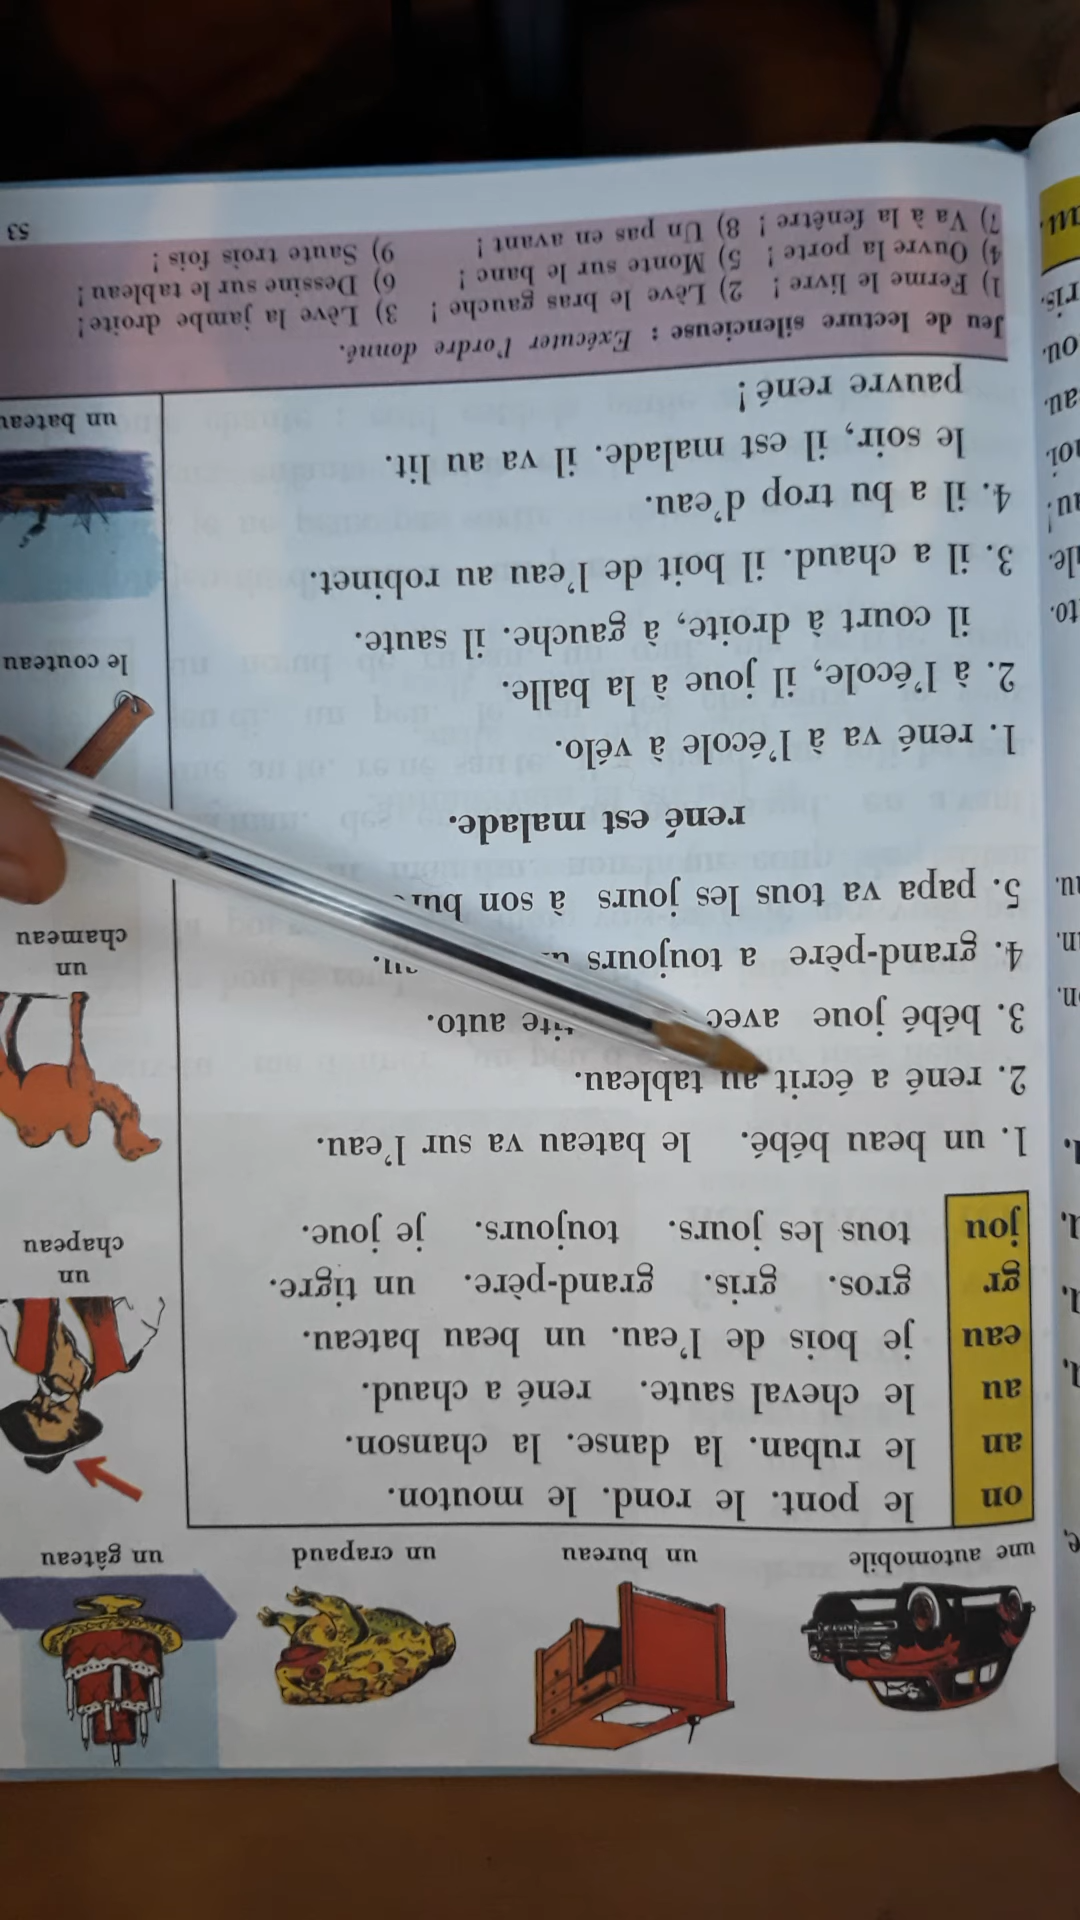 une automobile
un bureau
un crapaud
un gâteau
on le pont. le rond. le mouton.
an le ruban. la danse. la chanson.
au le cheval saute. rené a chaud.
eau je bois de l'eau. un beau bateau.
gr gros. gris. grand-père. un tigre.
jou tous les jours. toujours. je joue.
1. un beau bébé. le bateau va sur l'eau.
2. rené a écrit au tableau.
3. bébé joue avec auto.
4. grand-père a toujours
5. papa va tous les jours à son
rené est malade.
1. rené va à l'école à vélo.
2. à l'école, il joue à la balle.
il court à droite, à gauche. il saute.
3. il a chaud. il boit de l'eau au robinet.
4. il a bu trop d'eau.
le soir, il est malade. il va au lit.
pauvre rené !
un
chapeau
un
chameau
le couteau
un bateau
Jeu de lecture silencieuse : Exécuter l'ordre donné.
1) Ferme le livre ! 2) Lève le bras gauche ! 3) Lève la jambe droite !
4) Ouvre la porte ! 5) Monte sur le banc ! 6) Dessine sur le tableau !
7) Va à la fenêtre ! 8) Un pas en avant ! 9) Saute trois fois !
53